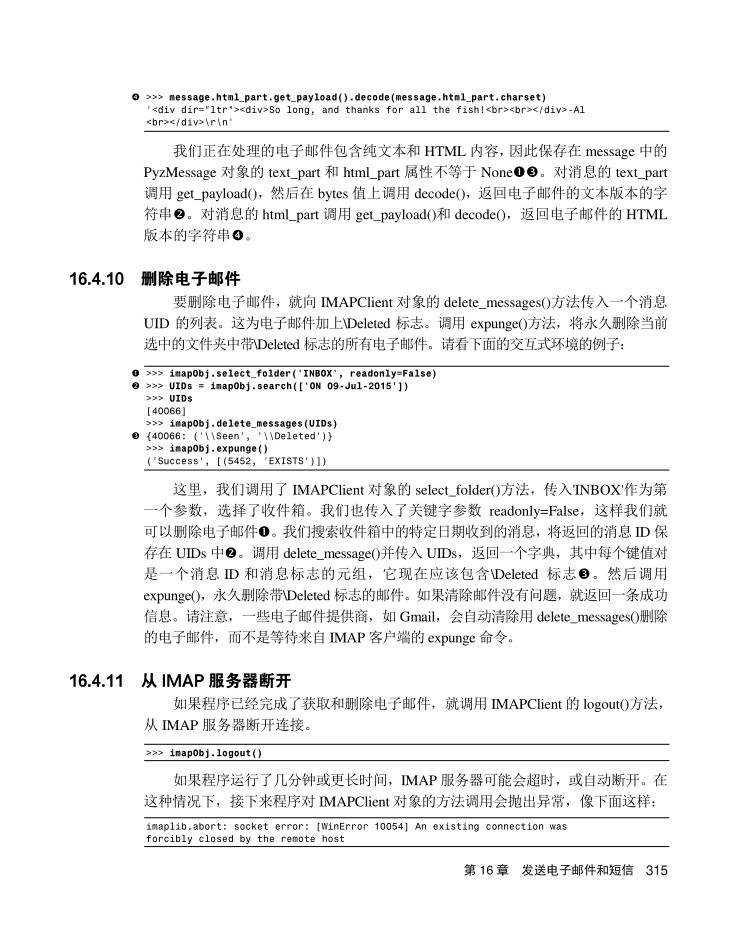 ❹ >>> message.html_part.get_payload().decode(message.html_part.charset)
'<div dir="ltr"><div>So long, and thanks for all the fish!<br><br></div>-Al
<br></div>\r\n'
我们正在处理的电子邮件包含纯文本和 HTML 内容，因此保存在 message 中的
PyzMessage 对象的 text_part 和 html_part 属性不等于 None❶❸。对消息的 text_part
调用 get_payload()，然后在 bytes 值上调用 decode()，返回电子邮件的文本版本的字
符串❷。对消息的 html_part 调用 get_payload()和 decode()，返回电子邮件的 HTML
版本的字符串❹。
16.4.10 删除电子邮件
要删除电子邮件，就向 IMAPClient 对象的 delete_messages()方法传入一个消息
UID 的列表。这为电子邮件加上\Deleted 标志。调用 expunge()方法，将永久删除当前
选中的文件夹中带\Deleted 标志的所有电子邮件。请看下面的交互式环境的例子：
❶ >>> imapObj.select_folder('INBOX', readonly=False)
❷ >>> UIDs = imapObj.search(['ON 09-Jul-2015'])
>>> UIDs
[40066]
>>> imapObj.delete_messages(UIDs)
❸ {40066: ('\\Seen', '\\Deleted')}
>>> imapObj.expunge()
('Success', [(5452, 'EXISTS')])
这里，我们调用了 IMAPClient 对象的 select_folder()方法，传入'INBOX'作为第
一个参数，选择了收件箱。我们也传入了关键字参数 readonly=False，这样我们就
可以删除电子邮件❶。我们搜索收件箱中的特定日期收到的消息，将返回的消息 ID 保
存在 UIDs 中❷。调用 delete_message()并传入 UIDs，返回一个字典，其中每个键值对
是一个消息 ID 和消息标志的元组，它现在应该包含\Deleted 标志❸。然后调用
expunge()，永久删除带\Deleted 标志的邮件。如果清除邮件没有问题，就返回一条成功
信息。请注意，一些电子邮件提供商，如 Gmail，会自动清除用 delete_messages()删除
的电子邮件，而不是等待来自 IMAP 客户端的 expunge 命令。
16.4.11 从 IMAP 服务器断开
如果程序已经完成了获取和删除电子邮件，就调用 IMAPClient 的 logout()方法，
从 IMAP 服务器断开连接。
>>> imapObj.logout()
如果程序运行了几分钟或更长时间，IMAP 服务器可能会超时，或自动断开。在
这种情况下，接下来程序对 IMAPClient 对象的方法调用会抛出异常，像下面这样：
imaplib.abort: socket error: [WinError 10054] An existing connection was
forcibly closed by the remote host
第 16 章 发送电子邮件和短信 315